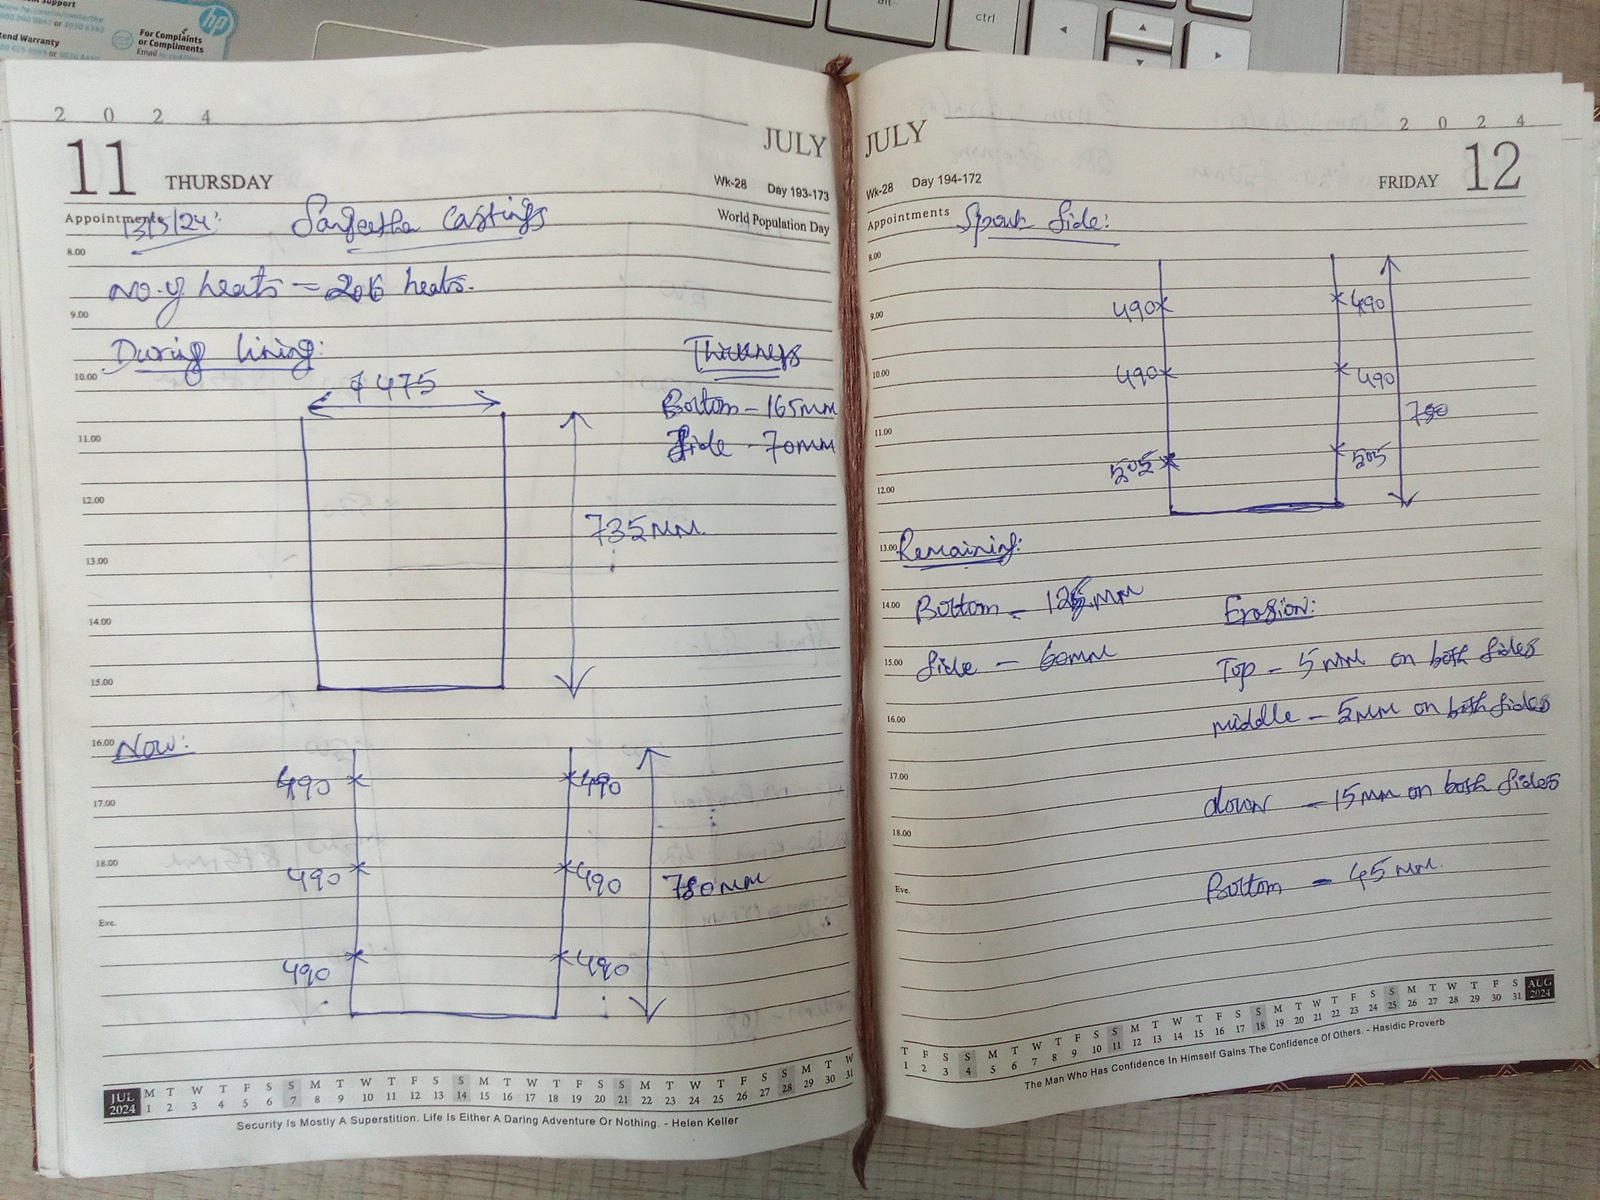 For Complaints
or Compliments
Email
hp
ctrl
2 0 2 4
JULY
11 THURSDAY
Wk-28 Day 193-173
Appointments
World Population Day
13/5/24:
Castings
8.00
No. of heats = 206 heats.
9.00
During lining:
Thickness
10.00
ϕ 475
Bottom - 165mm
11.00
Side - 70mm
12.00
735mm
13.00
14.00
15.00
16.00
Now:
490 490
17.00
18.00
490 490
780mm
Eve.
490 490
JUL M T W T F S S M T W T F S S M T W T F S S M T W T F S S M T W
2024 1 2 3 4 5 6 7 8 9 10 11 12 13 14 15 16 17 18 19 20 21 22 23 24 25 26 27 28 29 30 31
Security Is Mostly A Superstition. Life Is Either A Daring Adventure Or Nothing. - Helen Keller
JULY
2 0 2 4
Wk-28 Day 194-172
FRIDAY 12
Appointments
Spout Side:
8.00
490 490
9.00
10.00
490 490
780
11.00
505 505
12.00
13.00
Remaining:
14.00
Bottom - 125mm
Erosion:
15.00
Side - 60mm
Top - 5mm on both sides
16.00
middle - 5mm on both sides
17.00
down - 15mm on both sides
18.00
Eve.
Bottom - 45mm.
T F S S M T W T F S S M T W T F S S M T W T F S S M T W T F S AUG
1 2 3 4 5 6 7 8 9 10 11 12 13 14 15 16 17 18 19 20 21 22 23 24 25 26 27 28 29 30 31 2024
The Man Who Has Confidence In Himself Gains The Confidence Of Others. - Hasidic Proverb